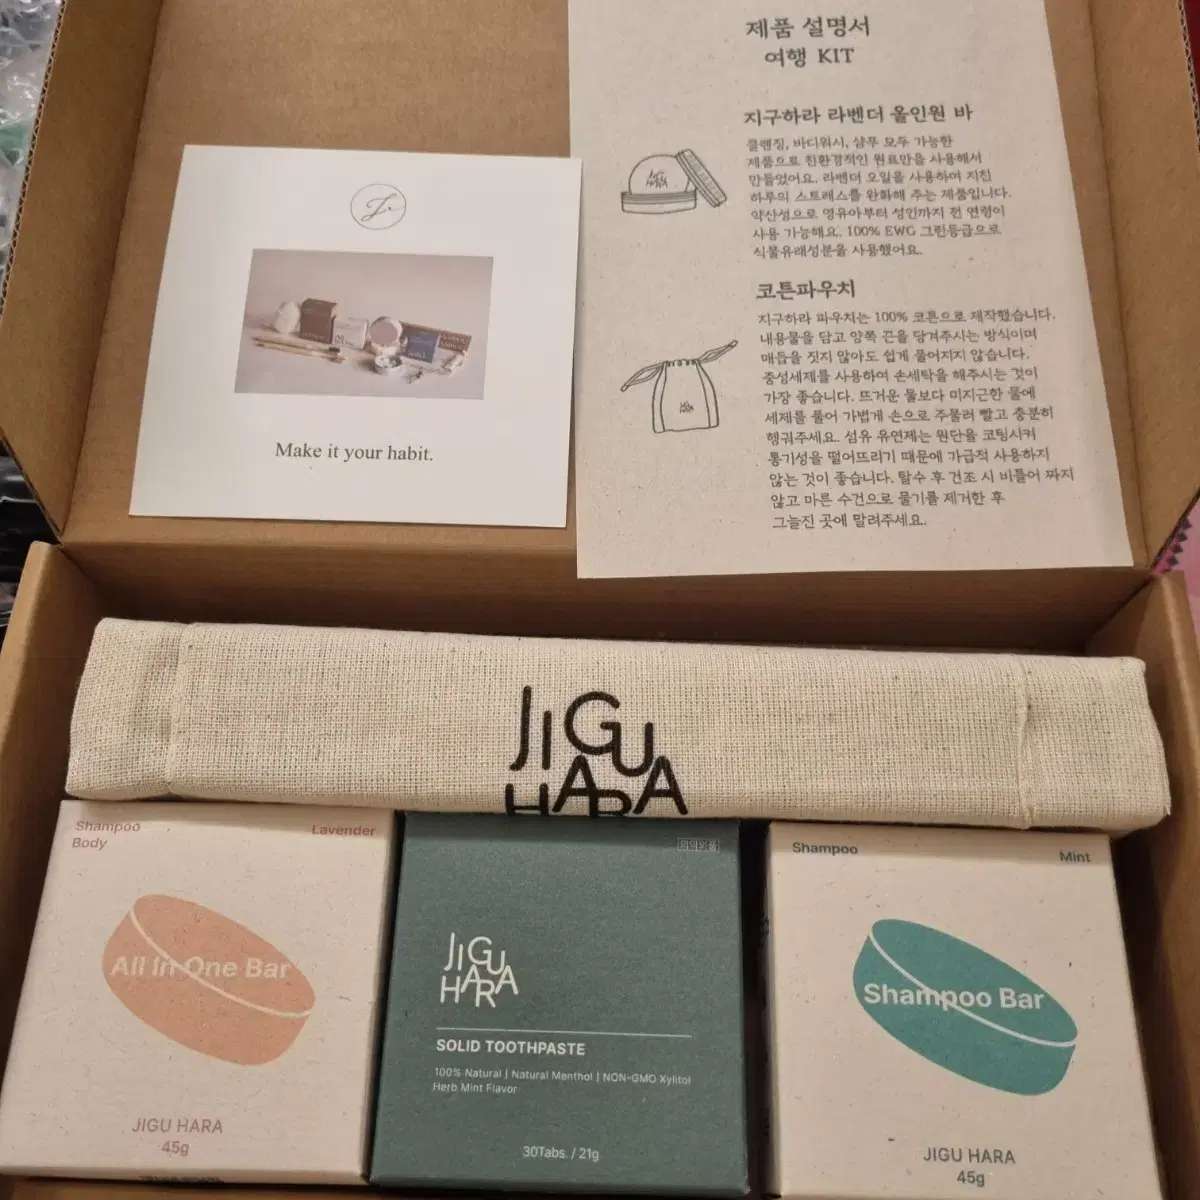 제품 설명서
여행 KIT
지구하라 라벤더 올인원 바
클렌징, 바디워시, 샴푸 모두 가능한
제품으로 친환경적인 원료만을 사용해서
만들었어요. 라벤더 오일을 사용하여 지친
하루의 스트레스를 완화해 주는 제품입니다.
약산성으로 영유아부터 성인까지 전 연령이
사용 가능해요. 100% EWG 그린등급으로
식물유래성분을 사용했어요.
코튼파우치
지구하라 파우치는 100% 코튼으로 제작했습니다.
내용물을 담고 양쪽 끈을 당겨주시는 방식이며
매듭을 짓지 않아도 쉽게 풀어지지 않습니다.
중성세제를 사용하여 손세탁을 해주시는 것이
가장 좋습니다. 뜨거운 물보다 미지근한 물에
세제를 풀어 가볍게 손으로 주물러 빨고 충분히
헹궈주세요. 섬유 유연제는 원단을 코팅시켜
통기성을 떨어뜨리기 때문에 가급적 사용하지
않는 것이 좋습니다. 탈수 후 건조 시 비틀어 짜지
않고 마른 수건으로 물기를 제거한 후
그늘진 곳에 말려주세요.
JIGU
HARA
JIGU
HARA
Make it your habit.
JIGU
HARA
Shampoo
Body
Lavender
All In One Bar
JIGU HARA
45g
의약외품
JIGU
HARA
SOLID TOOTHPASTE
100% Natural | Natural Menthol | NON-GMO Xylitol
Herb Mint Flavor
30Tabs. / 21g
Shampoo
Mint
Shampoo Bar
JIGU HARA
45g